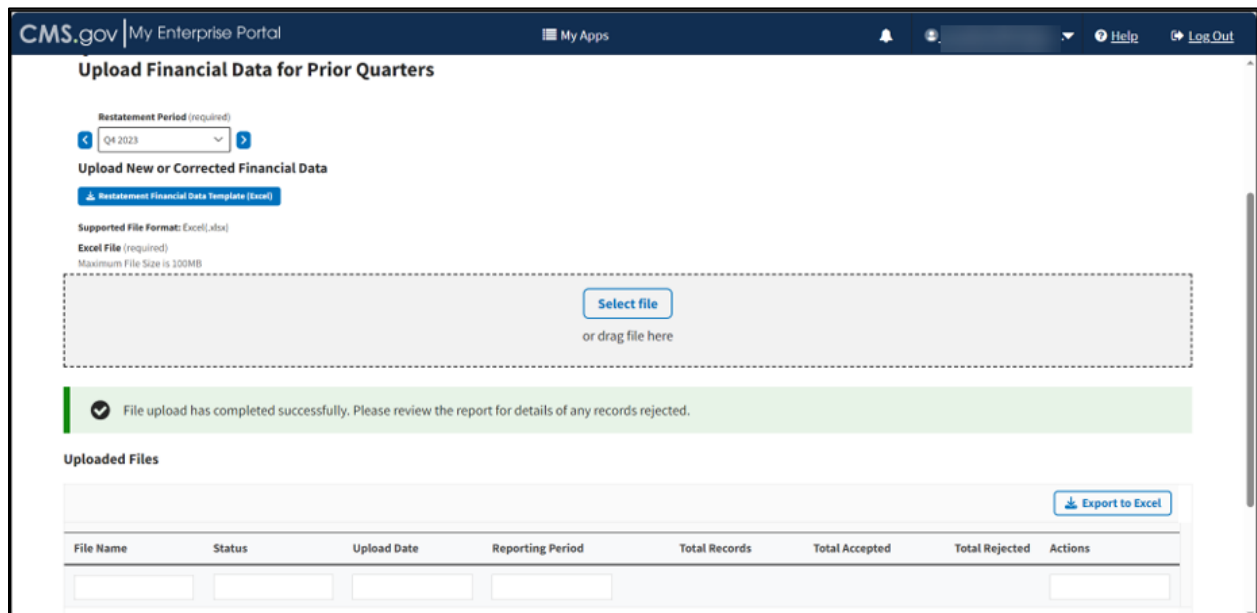 CMS.gov My Enterprise Portal My Apps Help Log Out
Upload Financial Data for Prior Quarters
Restatement Period (required)
Q4 2023
Upload New or Corrected Financial Data
Restatement Financial Data Template (Excel)
Supported File Format: Excel(.xlsx)
Excel File (required)
Maximum File Size is 100MB
Select file
or drag file here
File upload has completed successfully. Please review the report for details of any records rejected.
Uploaded Files
Export to Excel
File Name Status Upload Date Reporting Period Total Records Total Accepted Total Rejected Actions